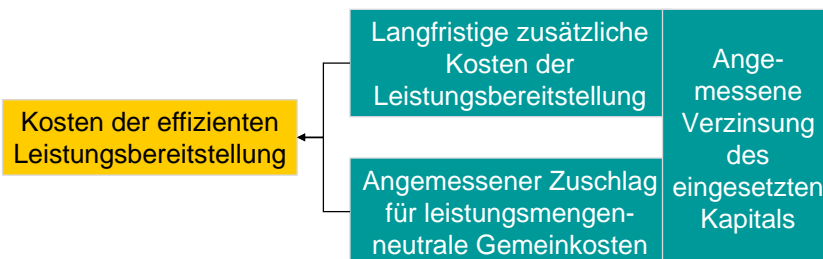 Kosten der effizienten
Leistungsbereitstellung
Langfristige zusätzliche
Kosten der
Leistungsbereitstellung
Angemessener Zuschlag
für leistungsmengen-
neutrale Gemeinkosten
Ange-
messene
Verzinsung
des
eingesetzten
Kapitals